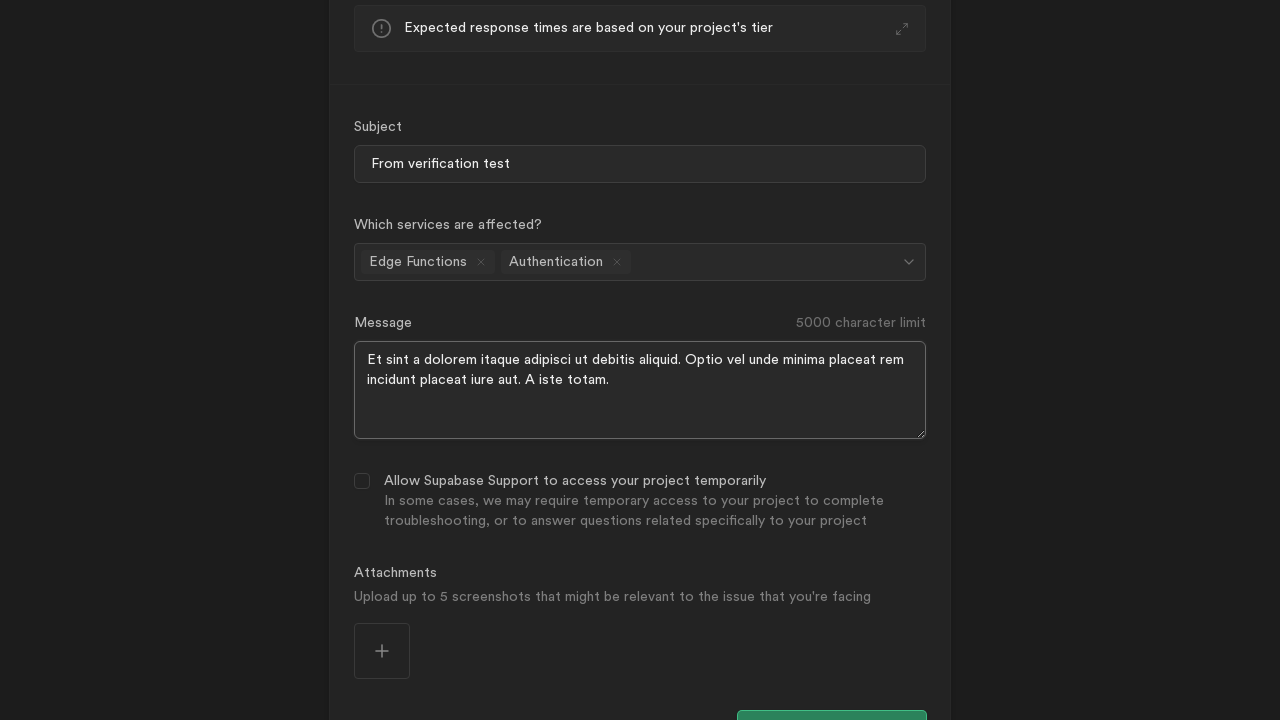 Expected response times are based on your project's tier
Subject
From verification test
Which services are affected?
Edge Functions
Authentication
Message
5000 character limit
Et sint a dolorem itaque adipisci ut debitis aliquid. Optio vel unde minima placeat rem
incidunt placeat iure aut. A iste totam.
Allow Supabase Support to access your project temporarily
In some cases, we may require temporary access to your project to complete
troubleshooting, or to answer questions related specifically to your project
Attachments
Upload up to 5 screenshots that might be relevant to the issue that you're facing